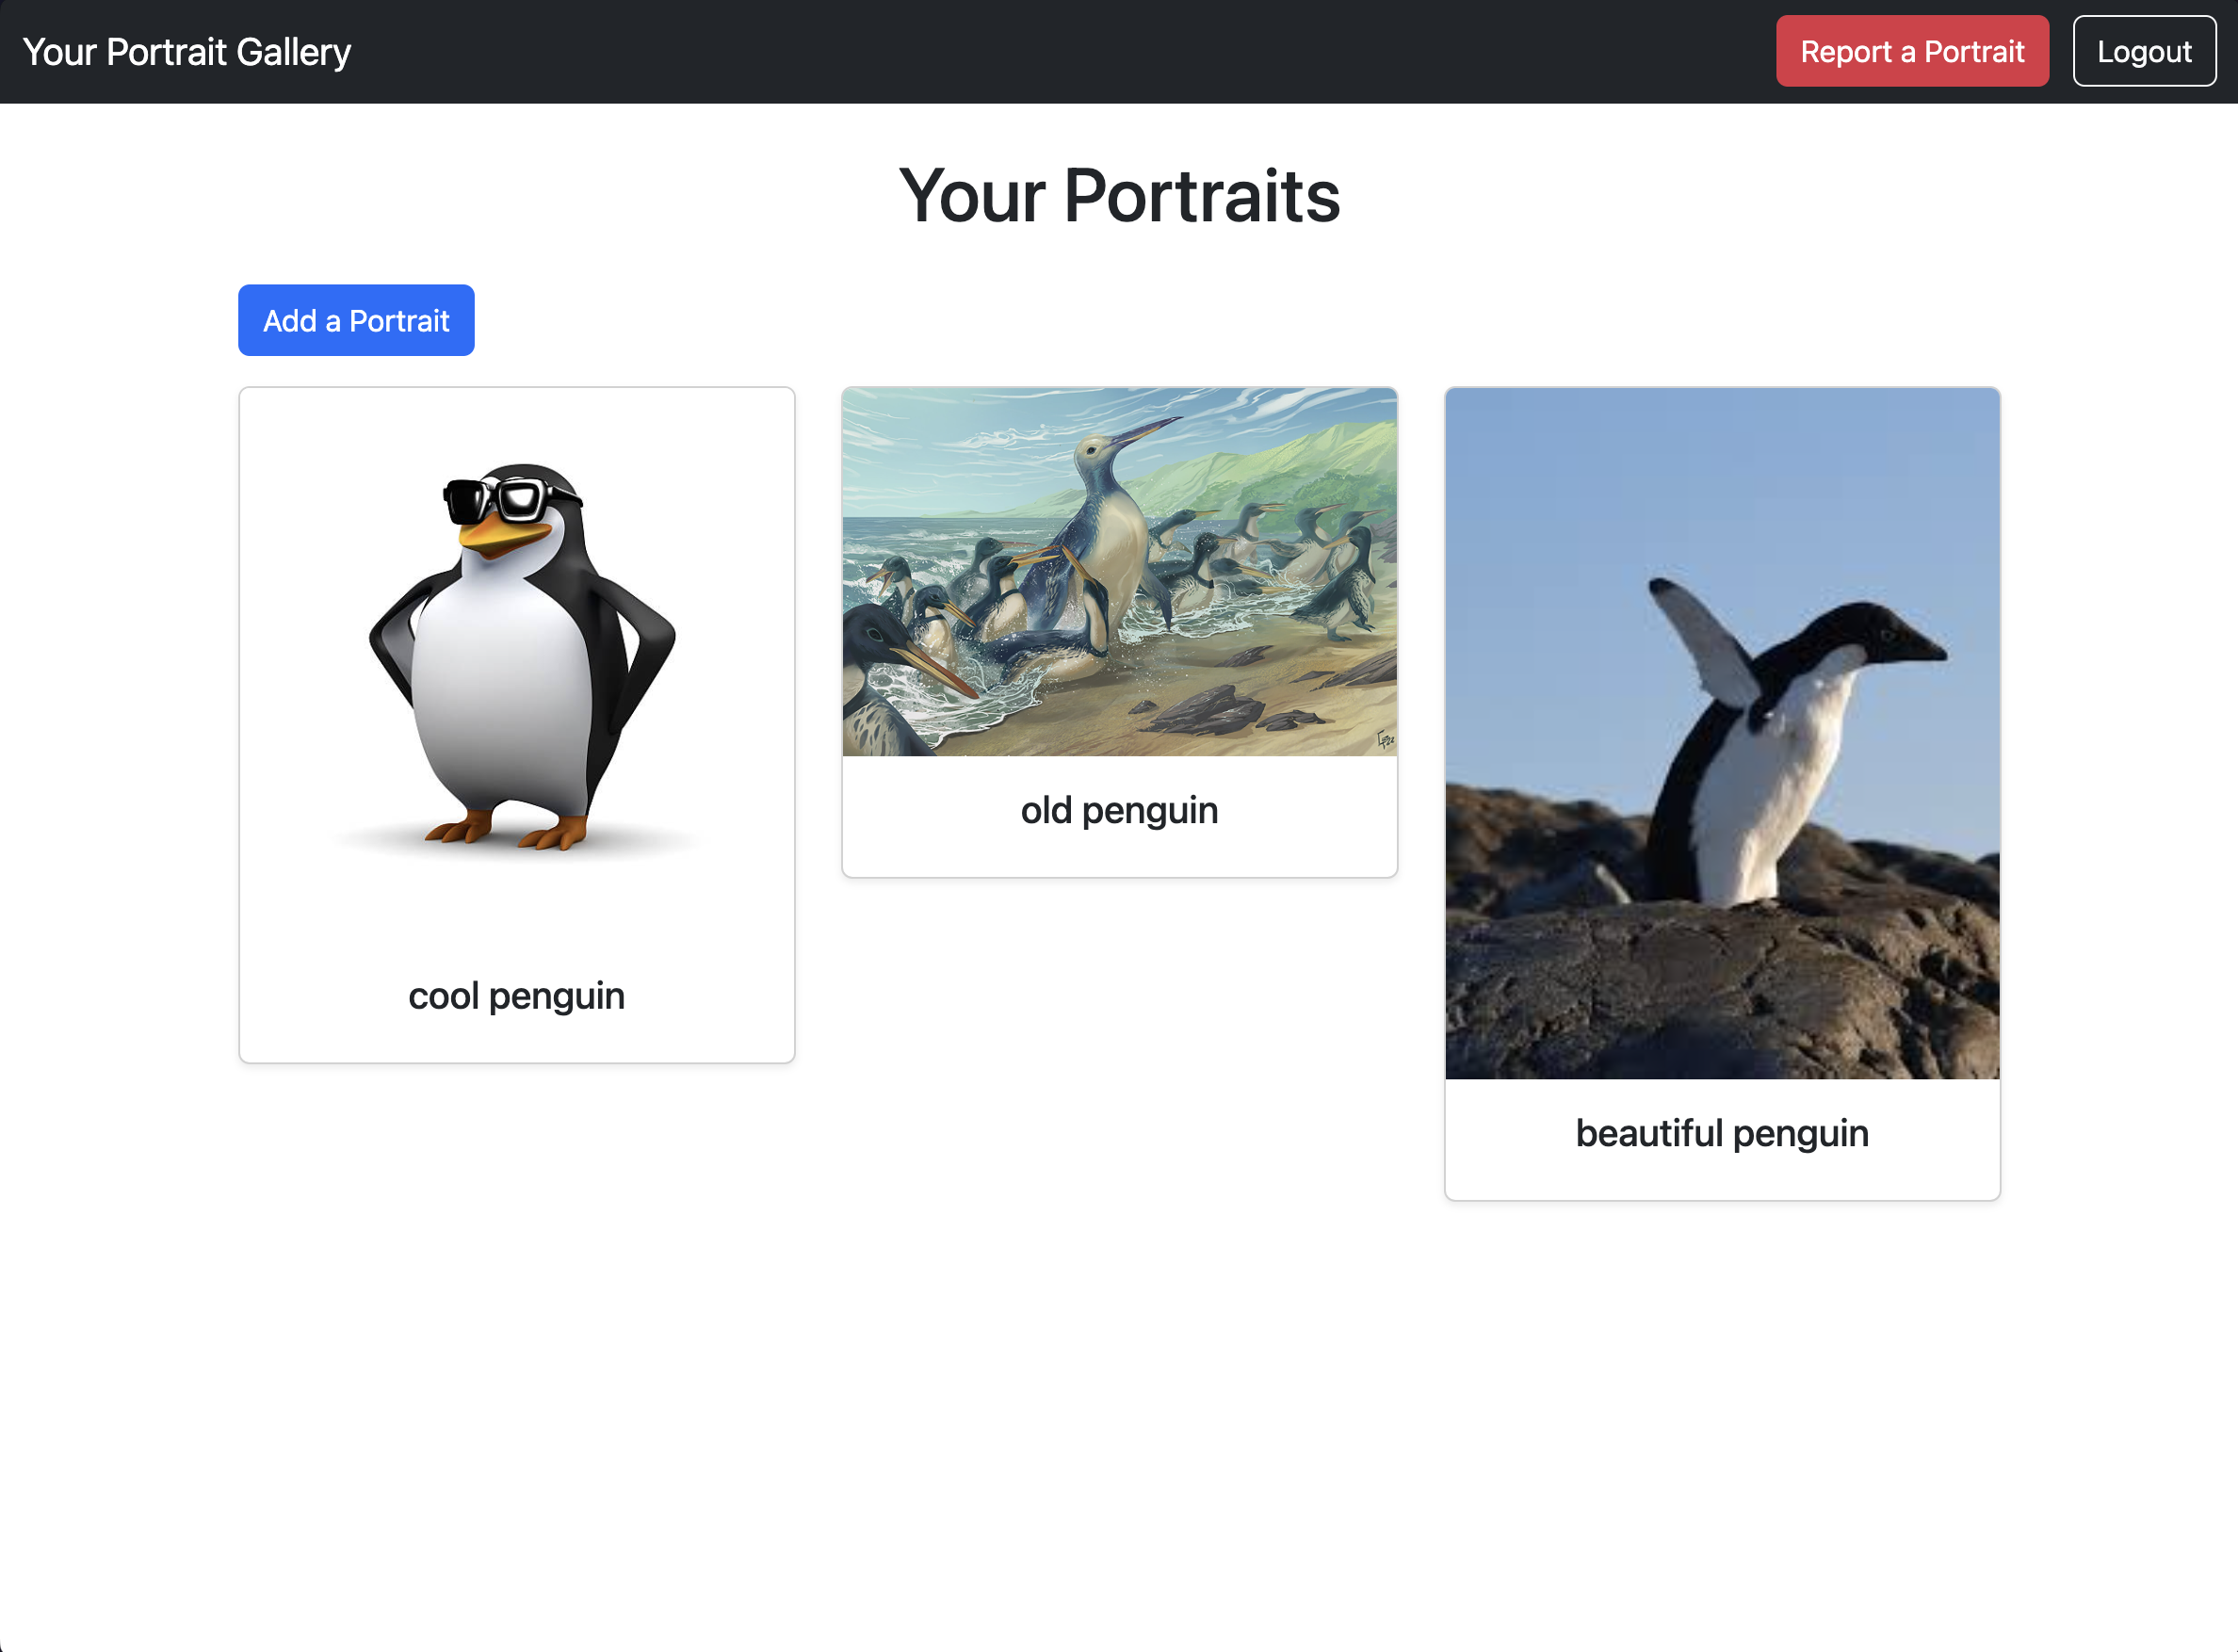 Your Portrait Gallery
Report a Portrait
Logout
Your Portraits
Add a Portrait
cool penguin
old penguin
beautiful penguin